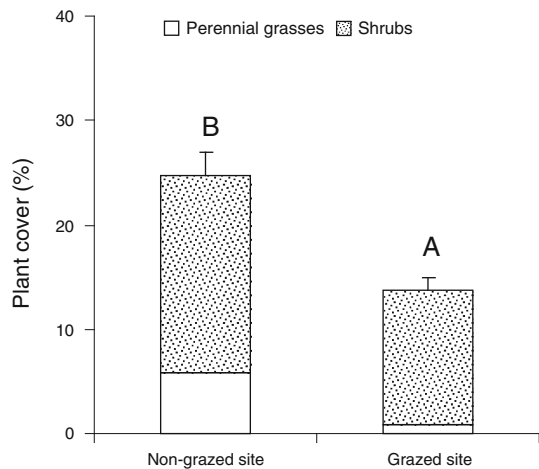 40
Perennial grasses Shrubs
30
B
20
A
10
0
Plant cover (%)
Non-grazed site Grazed site